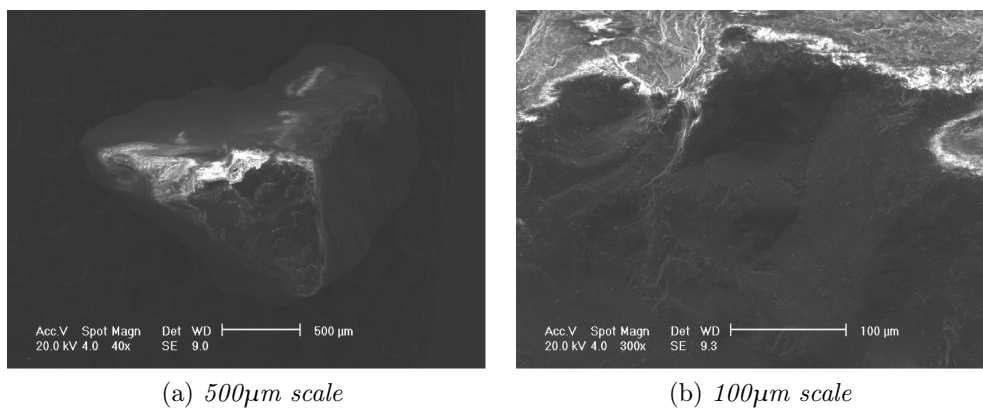 Acc.V Spot Magn Det WD 500 µm
20.0 kV 4.0 40x SE 9.0
Acc.V Spot Magn Det WD 100 µm
20.0 kV 4.0 300x SE 9.3
(a) 500µm scale
(b) 100µm scale